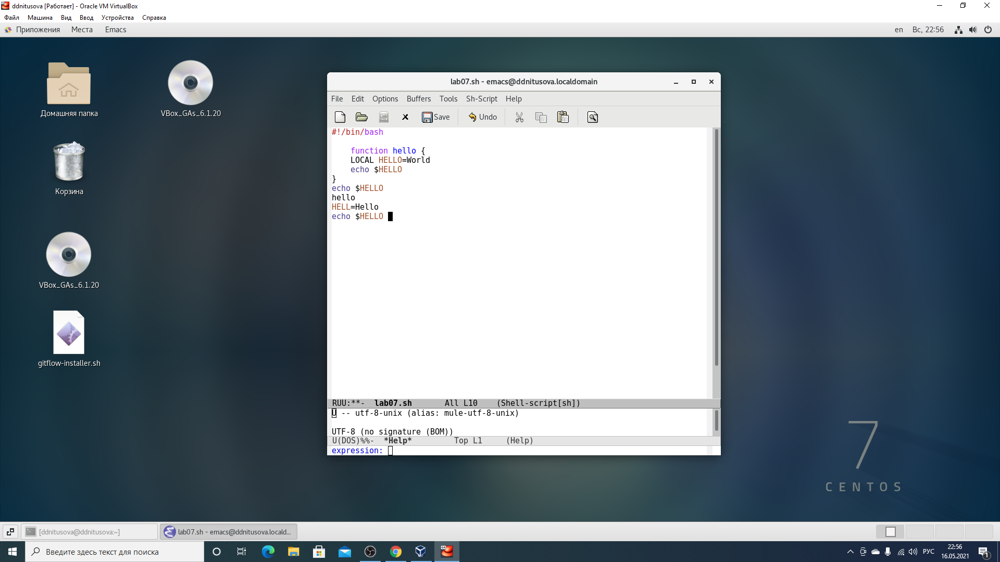 ddnitusova [Работает] - Oracle VM VirtualBox
Файл Машина Вид Ввод Устройства Справка
Приложения Места Emacs en Вс, 22:56
Домашняя папка
VBox_GAs_6.1.20
Корзина
VBox_GAs_6.1.20
gitflow-installer.sh
lab07.sh - emacs@ddnitusova.localdomain
File Edit Options Buffers Tools Sh-Script Help
Save Undo
#!/bin/bash
function hello {
LOCAL HELLO=World
echo $HELLO
}
echo $HELLO
hello
HELL=Hello
echo $HELLO
RUU:**- lab07.sh All L10 (Shell-script[sh])
U -- utf-8-unix (alias: mule-utf-8-unix)
UTF-8 (no signature (BOM))
U(DOS)%%- *Help* Top L1 (Help)
expression:
7
CENTOS
[ddnitusova@ddnitusova:~]
lab07.sh - emacs@ddnitusova.locald...
Введите здесь текст для поиска
64
РУС
22:56
16.05.2021
1